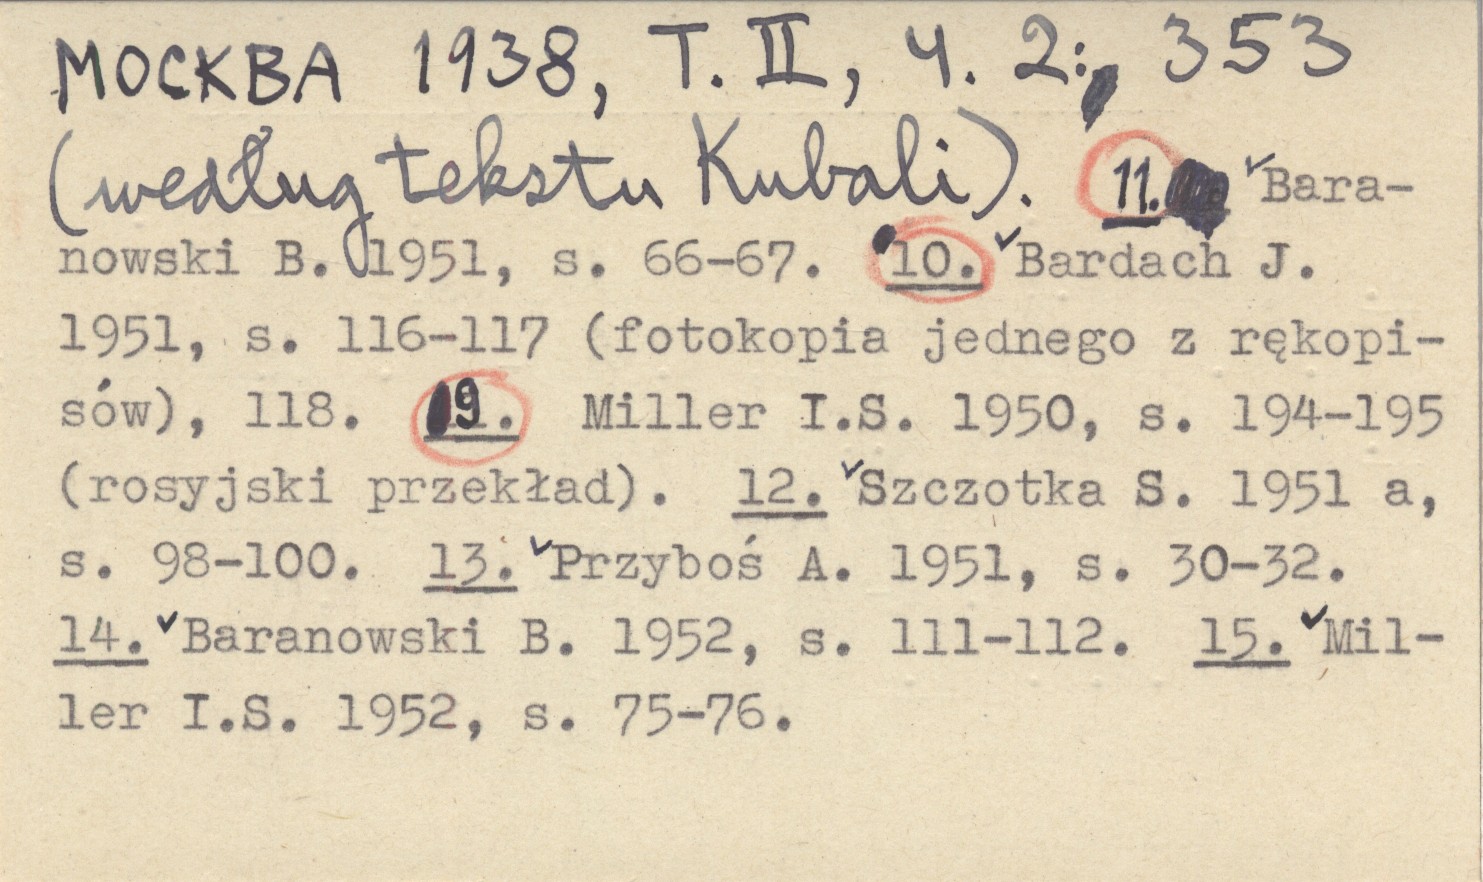 МОСКВА 1938, Т. II, Ч. 2:, 353
(według tekstu Kubali). 11. ✓Bara-
nowski B. 1951, s. 66-67. 10. ✓Bardach J.
1951, s. 116-117 (fotokopia jednego z rękopi-
sów), 118. 9. Miller I.S. 1950, s. 194-195
(rosyjski przekład). 12. ✓Szczotka S. 1951 a,
s. 98-100. 13. ✓Przyboś A. 1951, s. 30-32.
14. ✓Baranowski B. 1952, s. 111-112. 15. ✓Mil-
ler I.S. 1952, s. 75-76.